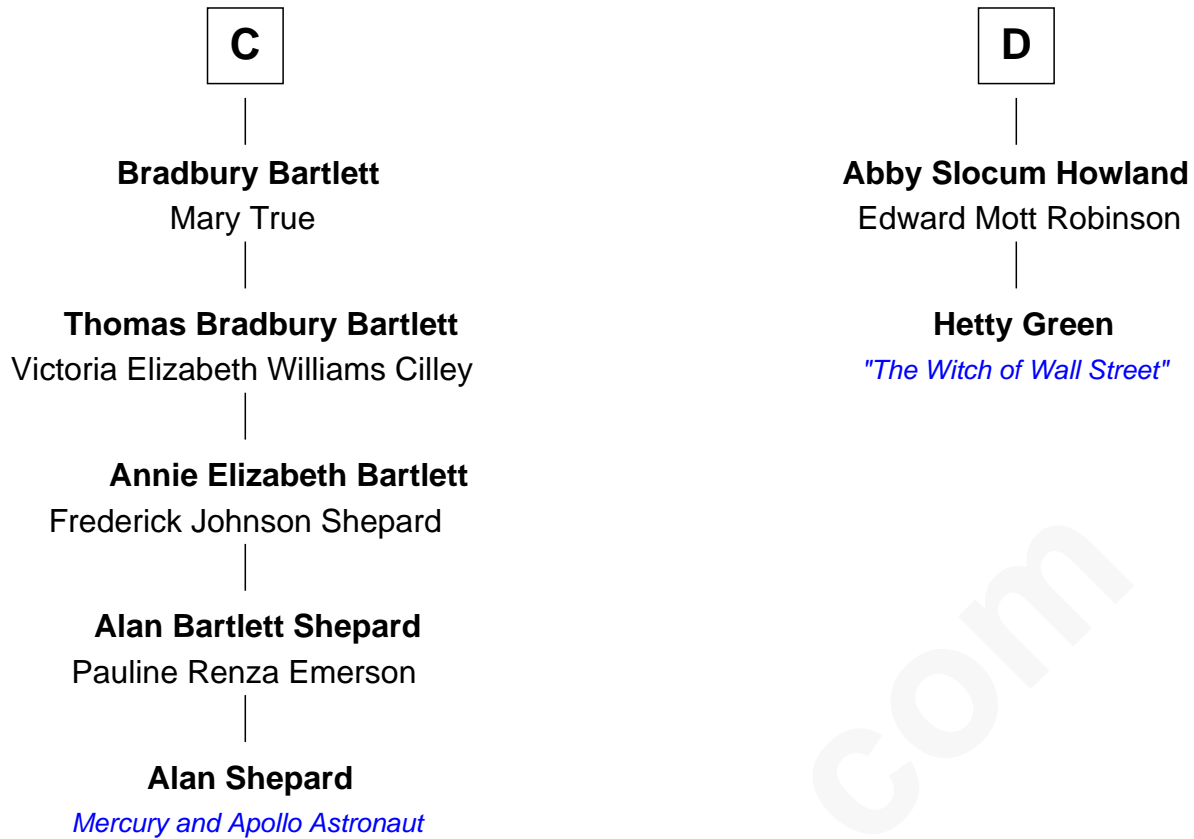 C
Bradbury Bartlett
Mary True
Thomas Bradbury Bartlett
Victoria Elizabeth Williams Cilley
Annie Elizabeth Bartlett
Frederick Johnson Shepard
Alan Bartlett Shepard
Pauline Renza Emerson
Alan Shepard
Mercury and Apollo Astronaut
D
Abby Slocum Howland
Edward Mott Robinson
Hetty Green
"The Witch of Wall Street"
com